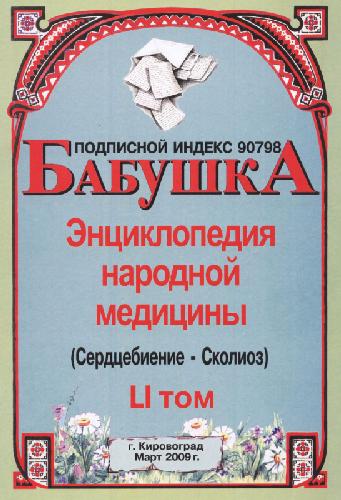 ПОДПИСНОЙ ИНДЕКС 90798
БАБУШКА
Энциклопедия
народной
медицины
(Сердцебиение - Сколиоз)
LI том
г. Кировоград
Март 2009 г.